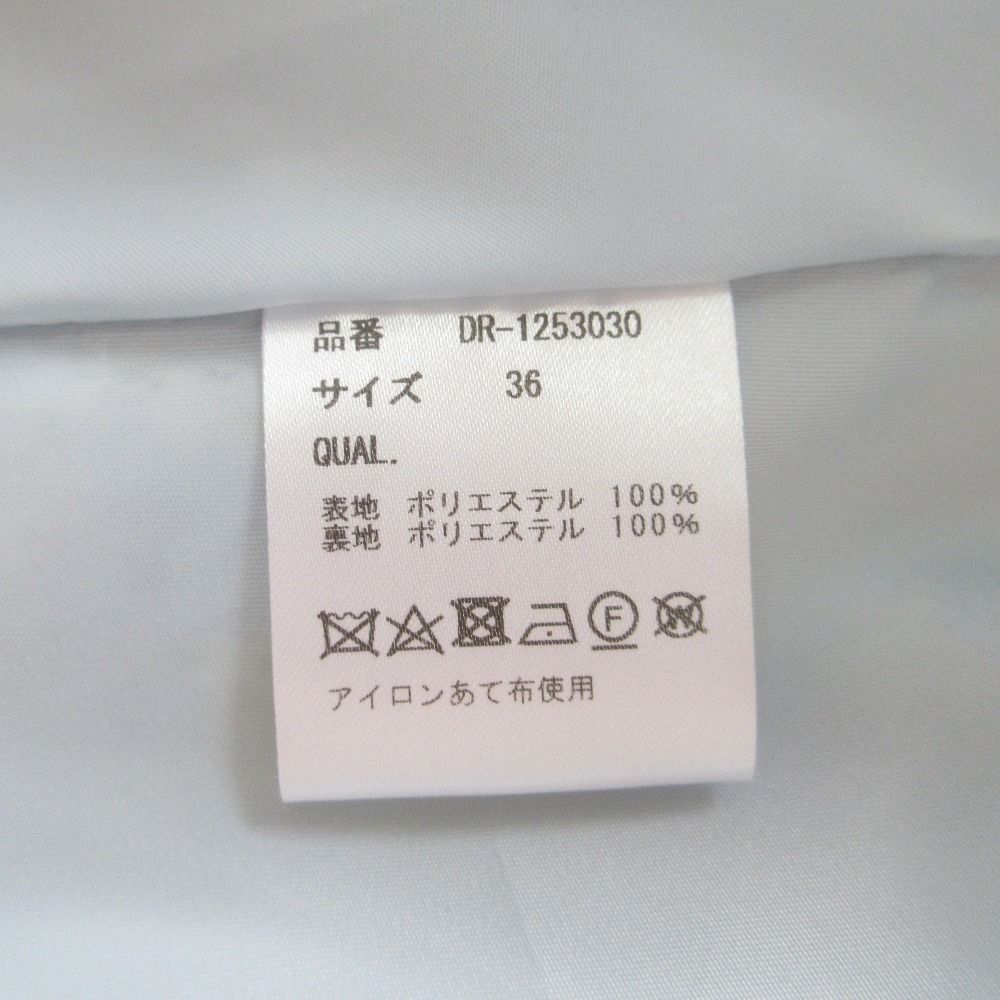 品番 DR-1253030
サイズ 36
QUAL.
表地 ポリエステル 100%
裏地 ポリエステル 100%
F W
アイロンあて布使用